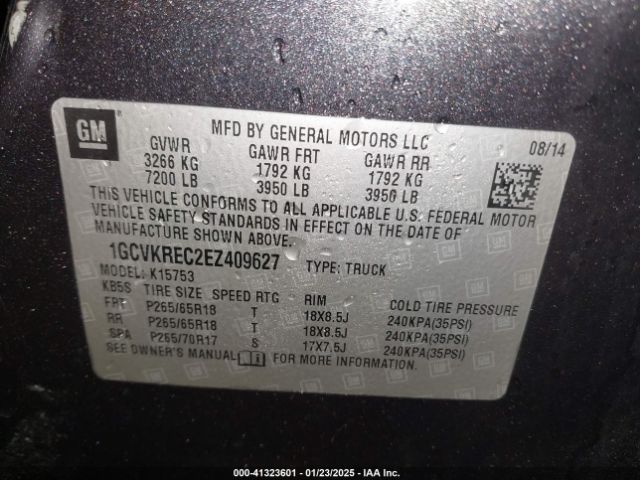 GM
MFD BY GENERAL MOTORS LLC
08/14
GVWR GAWR FRT GAWR RR
3266 KG 1792 KG 1792 KG
7200 LB 3950 LB 3950 LB
THIS VEHICLE CONFORMS TO ALL APPLICABLE U.S. FEDERAL MOTOR
VEHICLE SAFETY STANDARDS IN EFFECT ON THE DATE OF
MANUFACTURE SHOWN ABOVE.
1GCVKREC2EZ409627 TYPE: TRUCK
MODEL: K15753
KB5S TIRE SIZE SPEED RTG RIM COLD TIRE PRESSURE
FRT P265/65R18 T 18X8.5J 240KPA(35PSI)
RR P265/65R18 T 18X8.5J 240KPA(35PSI)
SPA P265/70R17 S 17X7.5J 240KPA(35PSI)
SEE OWNER'S MANUAL FOR MORE INFORMATION.
000-41323601 - 01/23/2025 - IAA Inc.